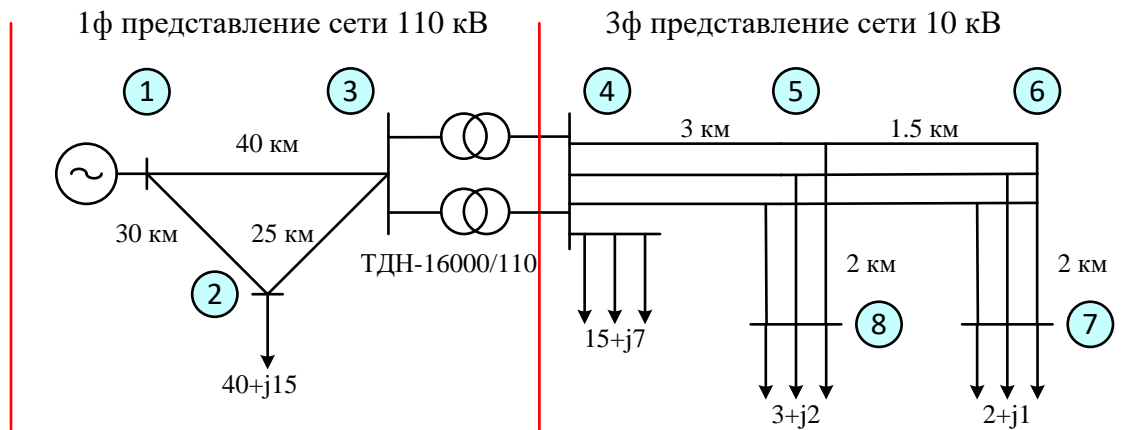 1ф представление сети 110 кВ
3ф представление сети 10 кВ
1
3
4
5
6
40 км
3 км
1.5 км
30 км
25 км
ТДН-16000/110
2 км
2 км
2
8
7
15+j7
40+j15
3+j2
2+j1